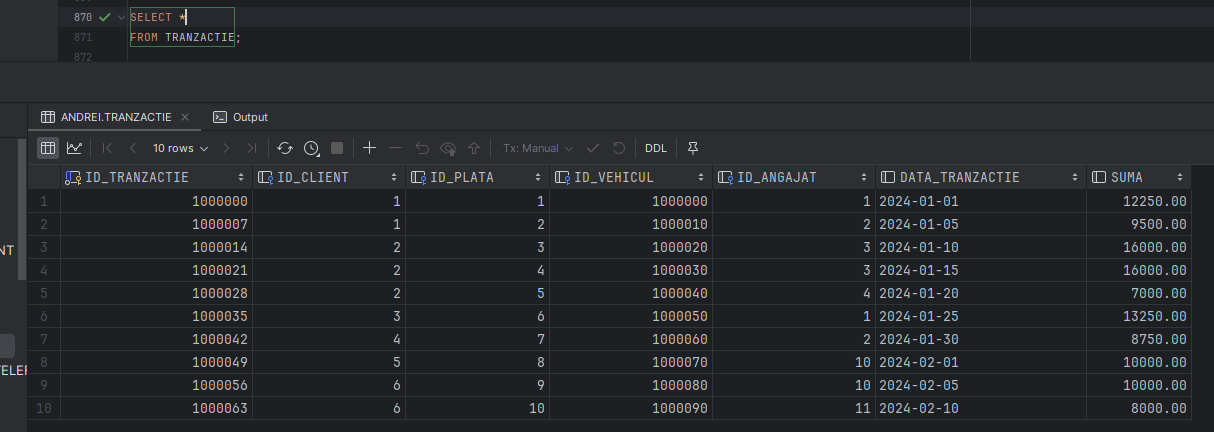 870 SELECT *
871 FROM TRANZACTIE;
872
ANDREI.TRANZACTIE Output
10 rows Tx: Manual DDL
ID_TRANZACTIE ID_CLIENT ID_PLATA ID_VEHICUL ID_ANGAJAT DATA_TRANZACTIE SUMA
1 1000000 1 1 1000000 1 2024-01-01 12250.00
2 1000007 1 2 1000010 2 2024-01-05 9500.00
3 1000014 2 3 1000020 3 2024-01-10 16000.00
4 1000021 2 4 1000030 3 2024-01-15 16000.00
5 1000028 2 5 1000040 4 2024-01-20 7000.00
6 1000035 3 6 1000050 1 2024-01-25 13250.00
7 1000042 4 7 1000060 2 2024-01-30 8750.00
8 1000049 5 8 1000070 10 2024-02-01 10000.00
9 1000056 6 9 1000080 10 2024-02-05 10000.00
10 1000063 6 10 1000090 11 2024-02-10 8000.00